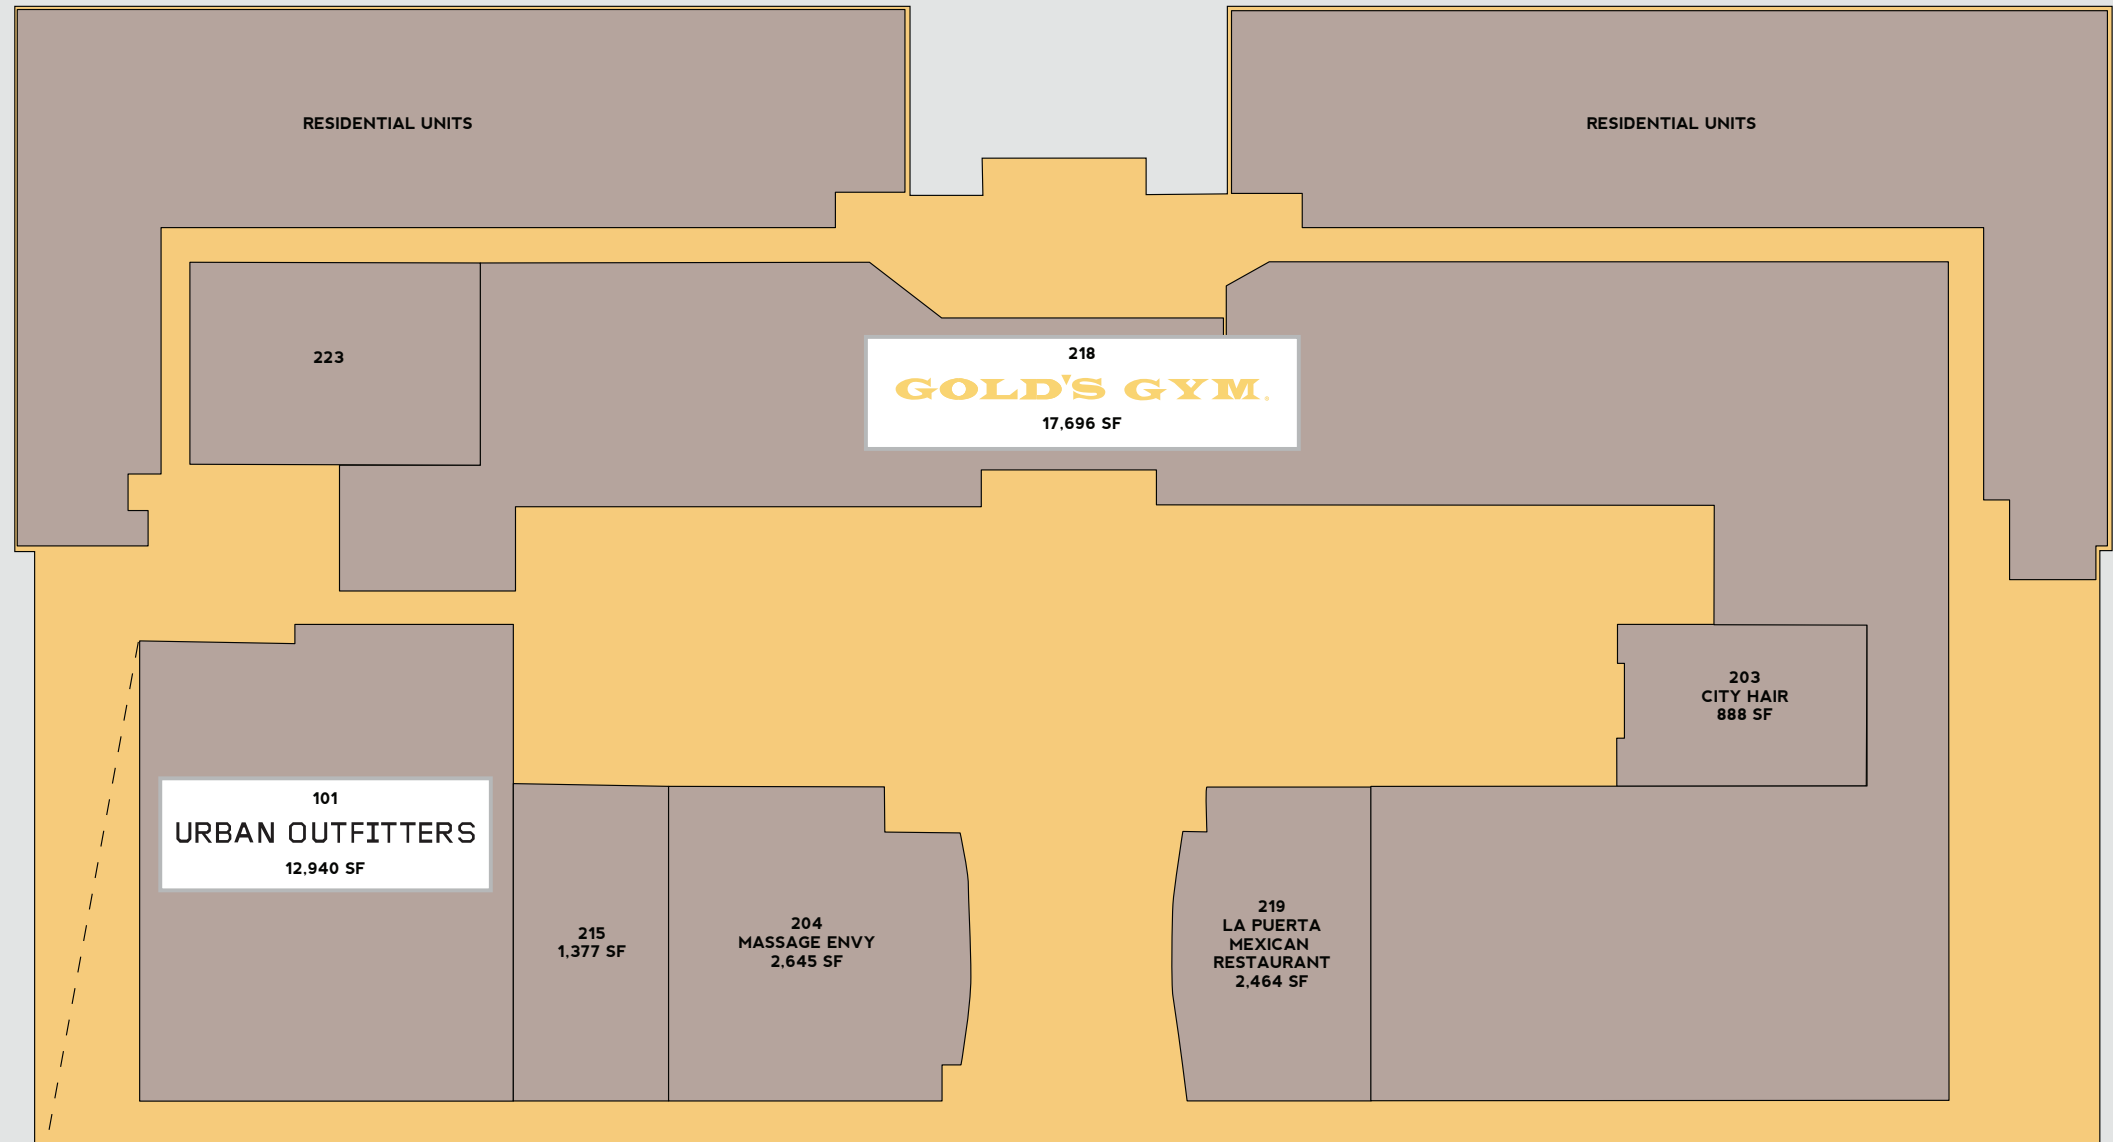 RESIDENTIAL UNITS
RESIDENTIAL UNITS
223
218
GOLD'S GYM.
17,696 SF
203
CITY HAIR
888 SF
101
URBAN OUTFITTERS
12,940 SF
215
1,377 SF
204
MASSAGE ENVY
2,645 SF
219
LA PUERTA
MEXICAN
RESTAURANT
2,464 SF